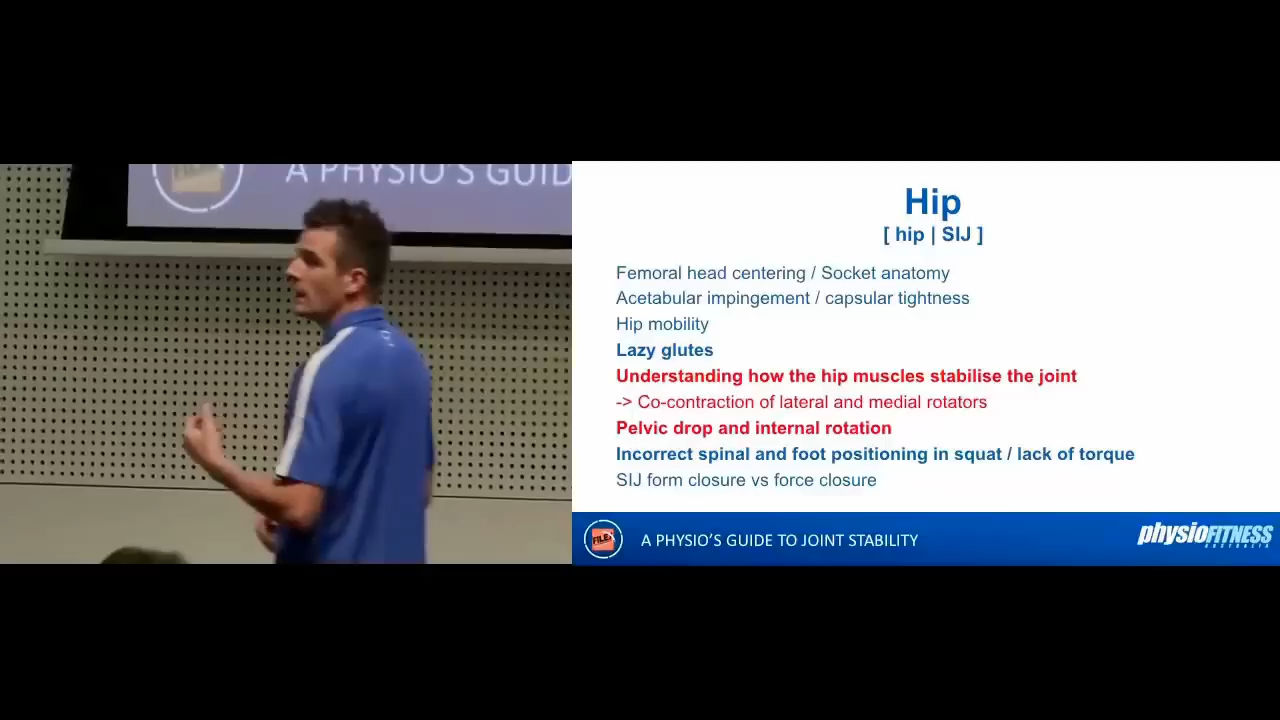 A PHYSIO'S GUID
Hip
[ hip | SIJ ]
Femoral head centering / Socket anatomy
Acetabular impingement / capsular tightness
Hip mobility
Lazy glutes
Understanding how the hip muscles stabilise the joint
-> Co-contraction of lateral and medial rotators
Pelvic drop and internal rotation
Incorrect spinal and foot positioning in squat / lack of torque
SIJ form closure vs force closure
FILEX
A PHYSIO'S GUIDE TO JOINT STABILITY
physioFITNESS
AUSTRALIA